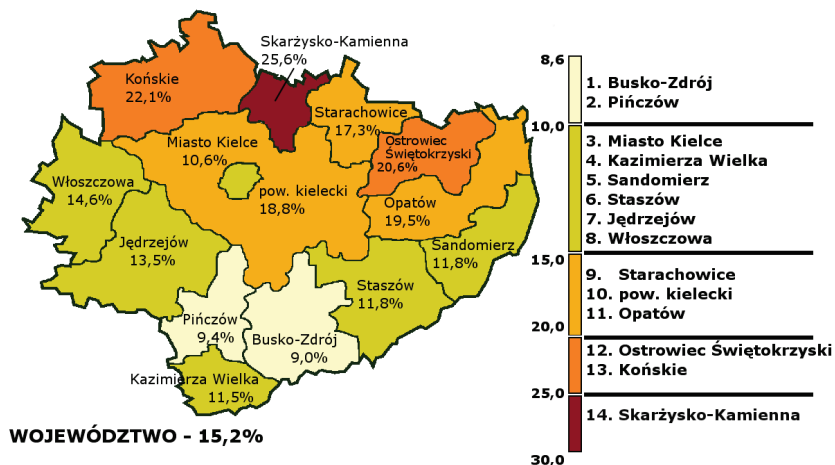 Skarżysko-Kamienna
25,6%
Końskie
22,1%
Starachowice
17,3%
Miasto Kielce
10,6%
Ostrowiec
Świętokrzyski
20,6%
Włoszczowa
14,6%
pow. kielecki
18,8%
Opatów
19,5%
Jędrzejów
13,5%
Sandomierz
11,8%
Staszów
11,8%
Pińczów
9,4%
Busko-Zdrój
9,0%
Kazimierza Wielka
11,5%
WOJEWÓDZTWO - 15,2%
8,6
1. Busko-Zdrój
2. Pińczów
10,0
3. Miasto Kielce
4. Kazimierza Wielka
5. Sandomierz
6. Staszów
7. Jędrzejów
8. Włoszczowa
15,0
9. Starachowice
10. pow. kielecki
11. Opatów
20,0
12. Ostrowiec Świętokrzyski
13. Końskie
25,0
14. Skarżysko-Kamienna
30,0